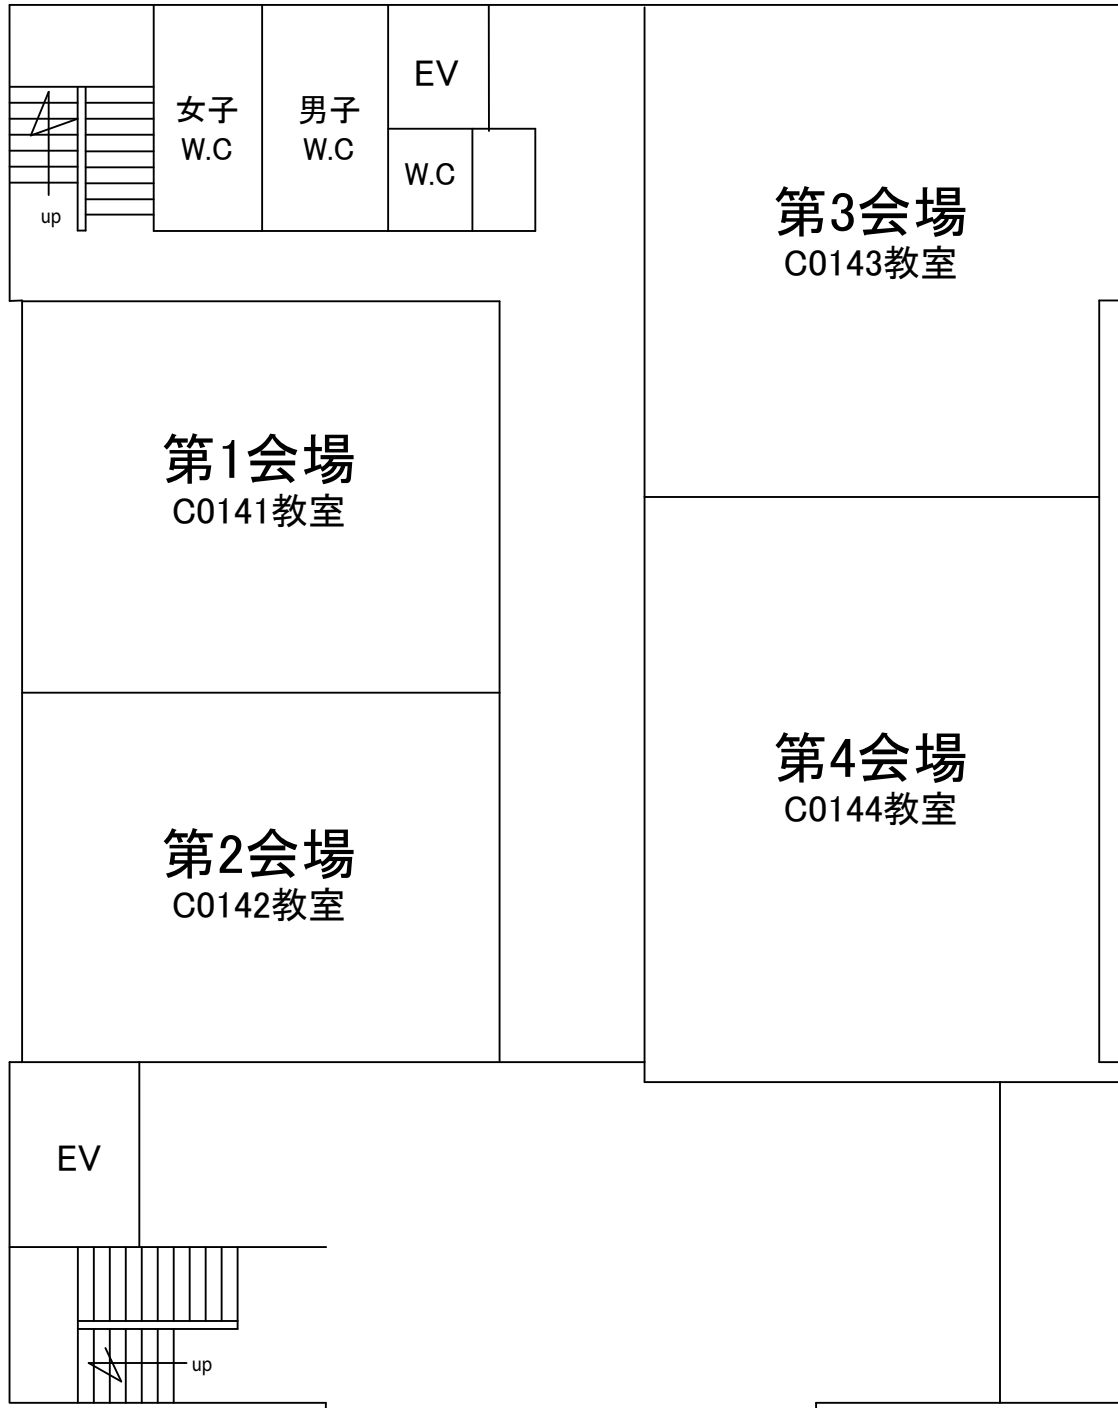 EV
女子
W.C
男子
W.C
W.C
up
第3会場
C0143教室
第1会場
C0141教室
第4会場
C0144教室
第2会場
C0142教室
EV
up